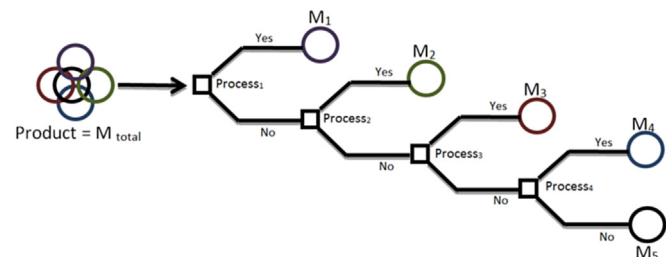 M1
Yes
M2
Yes
Process1
M3
Yes
Product = M total
No
Process2
M4
Yes
No
Process3
No
Process4
No
M5